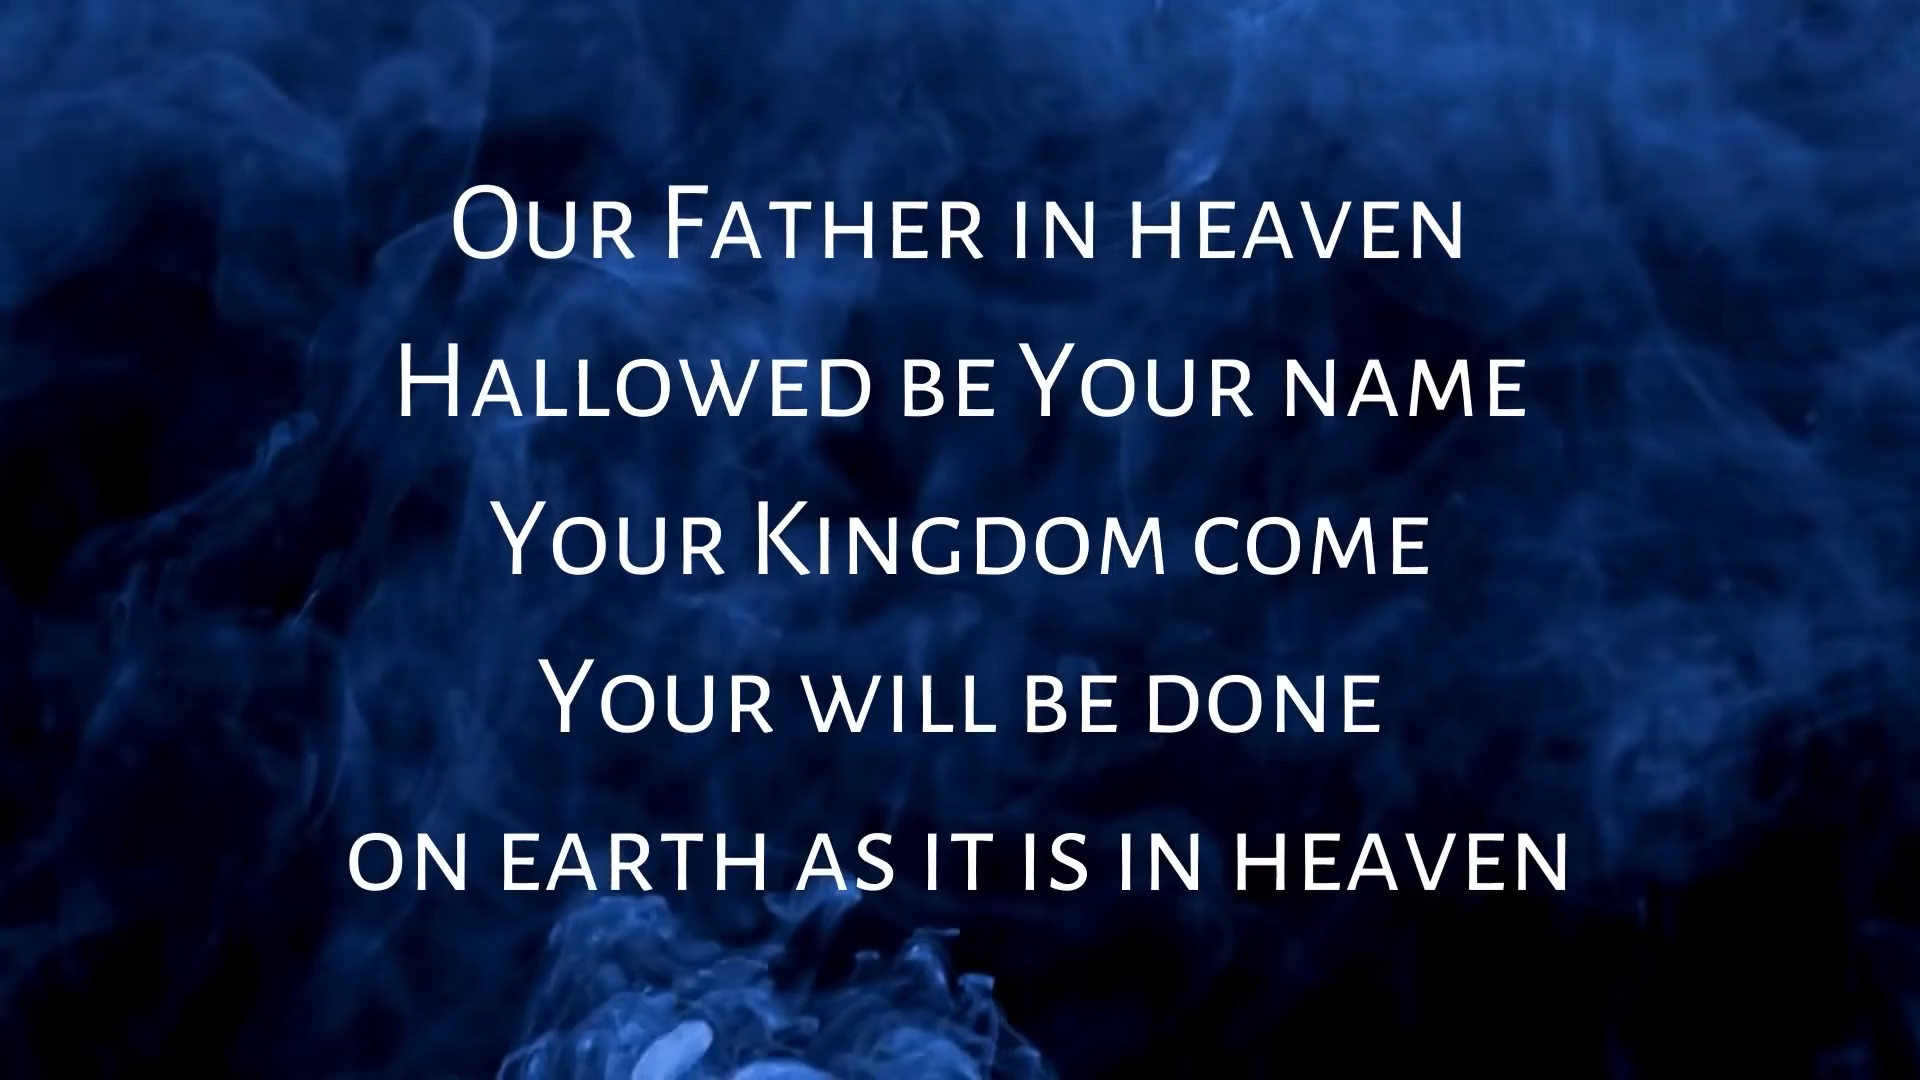 Our Father in heaven
Hallowed be Your name
Your Kingdom come
Your will be done
on earth as it is in heaven